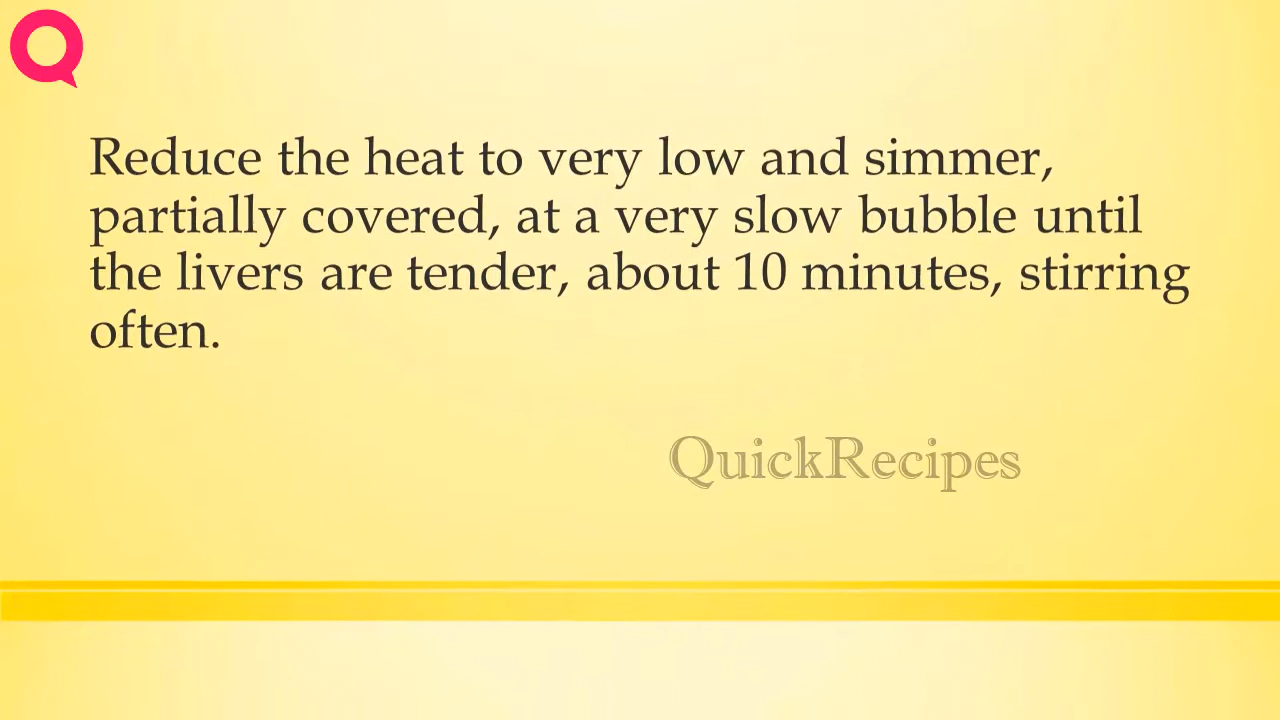 Reduce the heat to very low and simmer,
partially covered, at a very slow bubble until
the livers are tender, about 10 minutes, stirring
often.
QuickRecipes